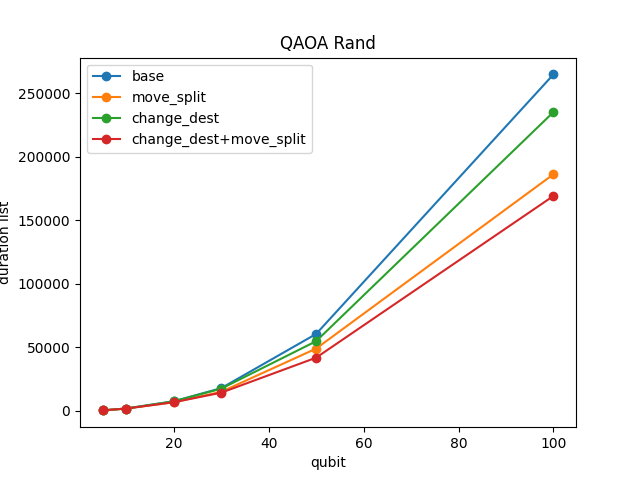 QAOA Rand
base
move_split
change_dest
change_dest+move_split
250000
200000
150000
100000
50000
0
duration list
20 40 60 80 100
qubit